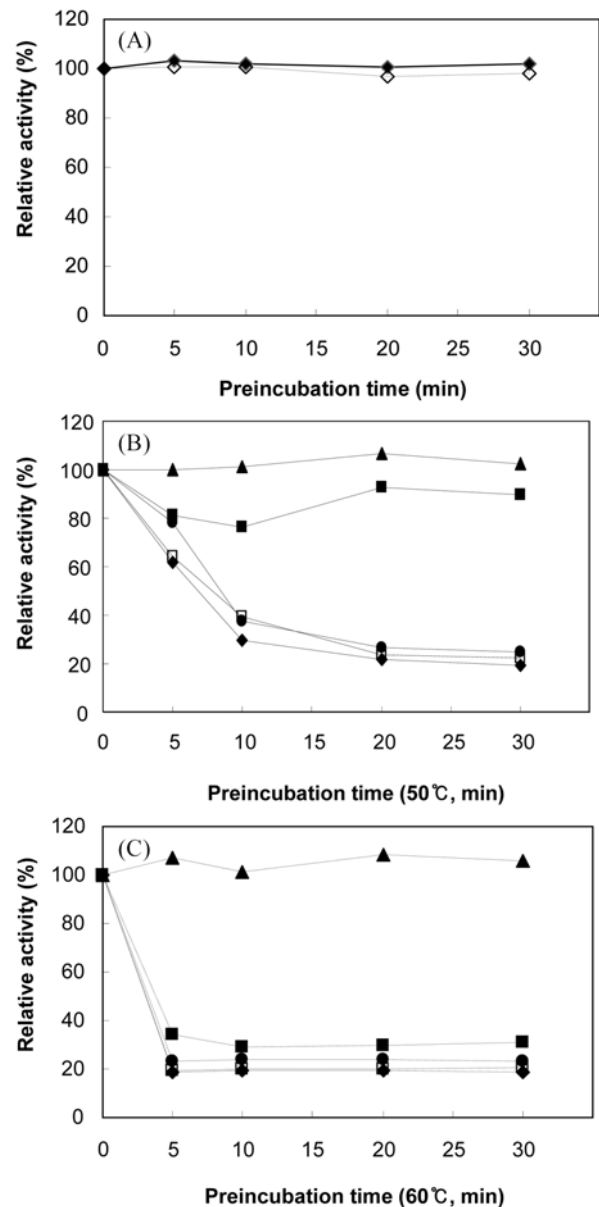 (A)
Relative activity (%)
120
100
80
60
40
20
0
0 5 10 15 20 25 30
Preincubation time (min)
(B)
Relative activity (%)
120
100
80
60
40
20
0
0 5 10 15 20 25 30
Preincubation time (50℃, min)
(C)
Relative activity (%)
120
100
80
60
40
20
0
0 5 10 15 20 25 30
Preincubation time (60℃, min)